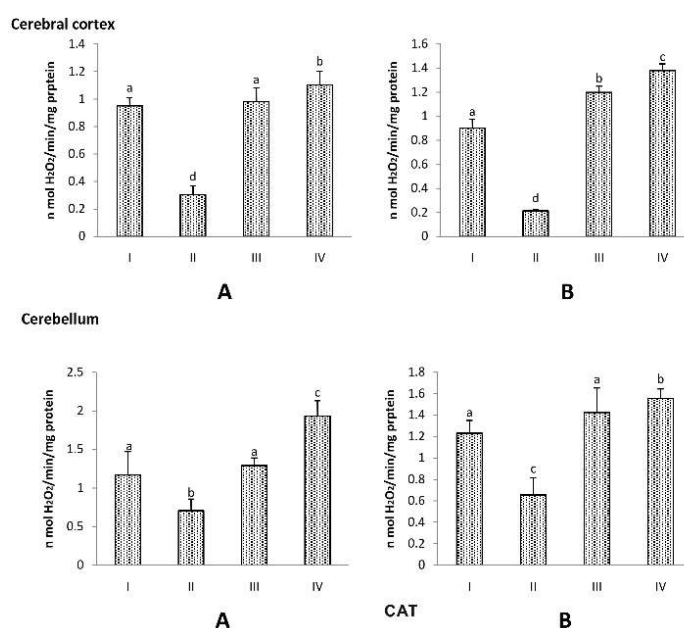 Cerebral cortex
n mol H₂O₂/min/mg prptein
1.4
1.2
1
0.8
0.6
0.4
0.2
0
a
d
a
b
I II III IV
A
n mol H₂O₂/min/mg prptein
1.6
1.4
1.2
1
0.8
0.6
0.4
0.2
0
a
d
b
c
I II III IV
B
Cerebellum
n mol H₂O₂/min/mg prptein
2.5
2
1.5
1
0.5
0
a
b
a
c
I II III IV
A
n mol H₂O₂/min/mg prptein
1.8
1.6
1.4
1.2
1
0.8
0.6
0.4
0.2
0
a
c
a
b
I II III IV
CAT
B